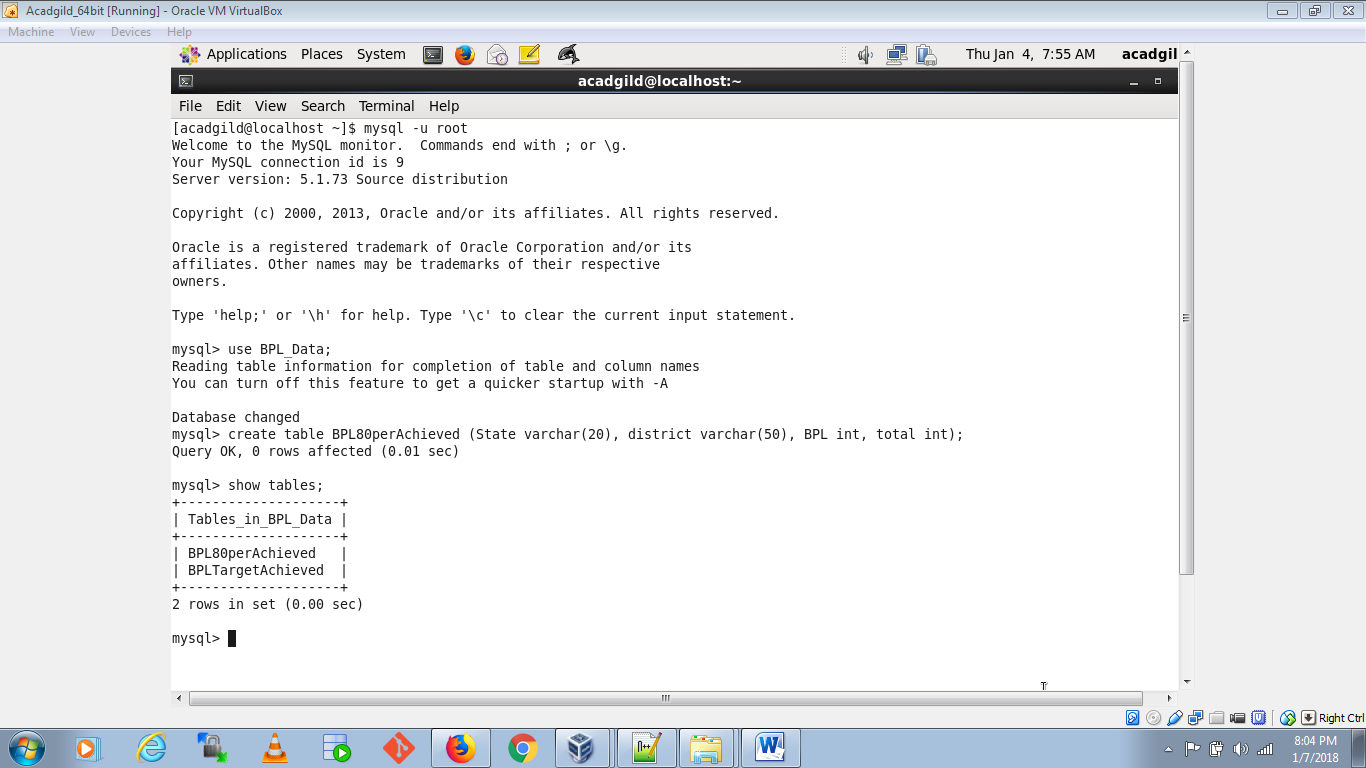 Acadgild_64bit [Running] - Oracle VM VirtualBox
Machine View Devices Help
Applications Places System Thu Jan 4, 7:55 AM acadgil
acadgild@localhost:~
File Edit View Search Terminal Help
[acadgild@localhost ~]$ mysql -u root
Welcome to the MySQL monitor.  Commands end with ; or \g.
Your MySQL connection id is 9
Server version: 5.1.73 Source distribution
Copyright (c) 2000, 2013, Oracle and/or its affiliates. All rights reserved.
Oracle is a registered trademark of Oracle Corporation and/or its
affiliates. Other names may be trademarks of their respective
owners.
Type 'help;' or '\h' for help. Type '\c' to clear the current input statement.
mysql> use BPL_Data;
Reading table information for completion of table and column names
You can turn off this feature to get a quicker startup with -A
Database changed
mysql> create table BPL80perAchieved (State varchar(20), district varchar(50), BPL int, total int);
Query OK, 0 rows affected (0.01 sec)
mysql> show tables;
+--------------------+
| Tables_in_BPL_Data |
+--------------------+
| BPL80perAchieved   |
| BPLTargetAchieved  |
+--------------------+
2 rows in set (0.00 sec)
mysql>
Right Ctrl
8:04 PM
1/7/2018